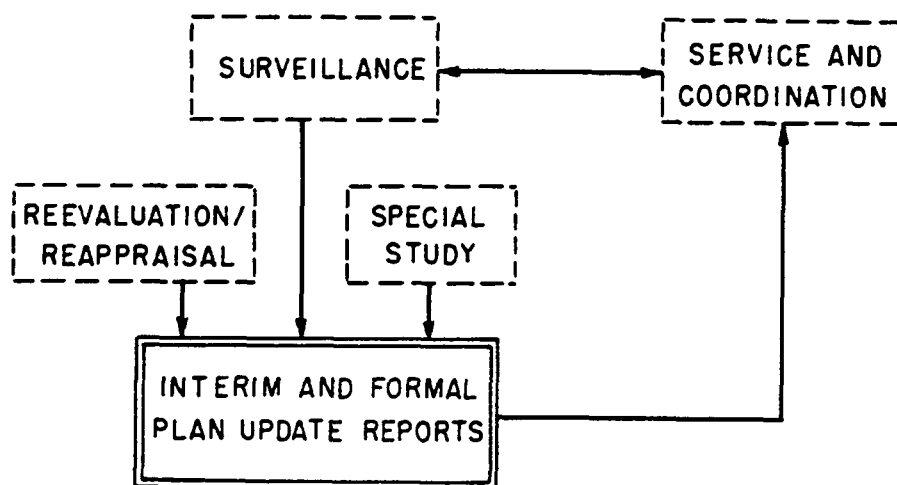 SURVEILLANCE
SERVICE AND
COORDINATION
REEVALUATION/
REAPPRAISAL
SPECIAL
STUDY
INTERIM AND FORMAL
PLAN UPDATE REPORTS